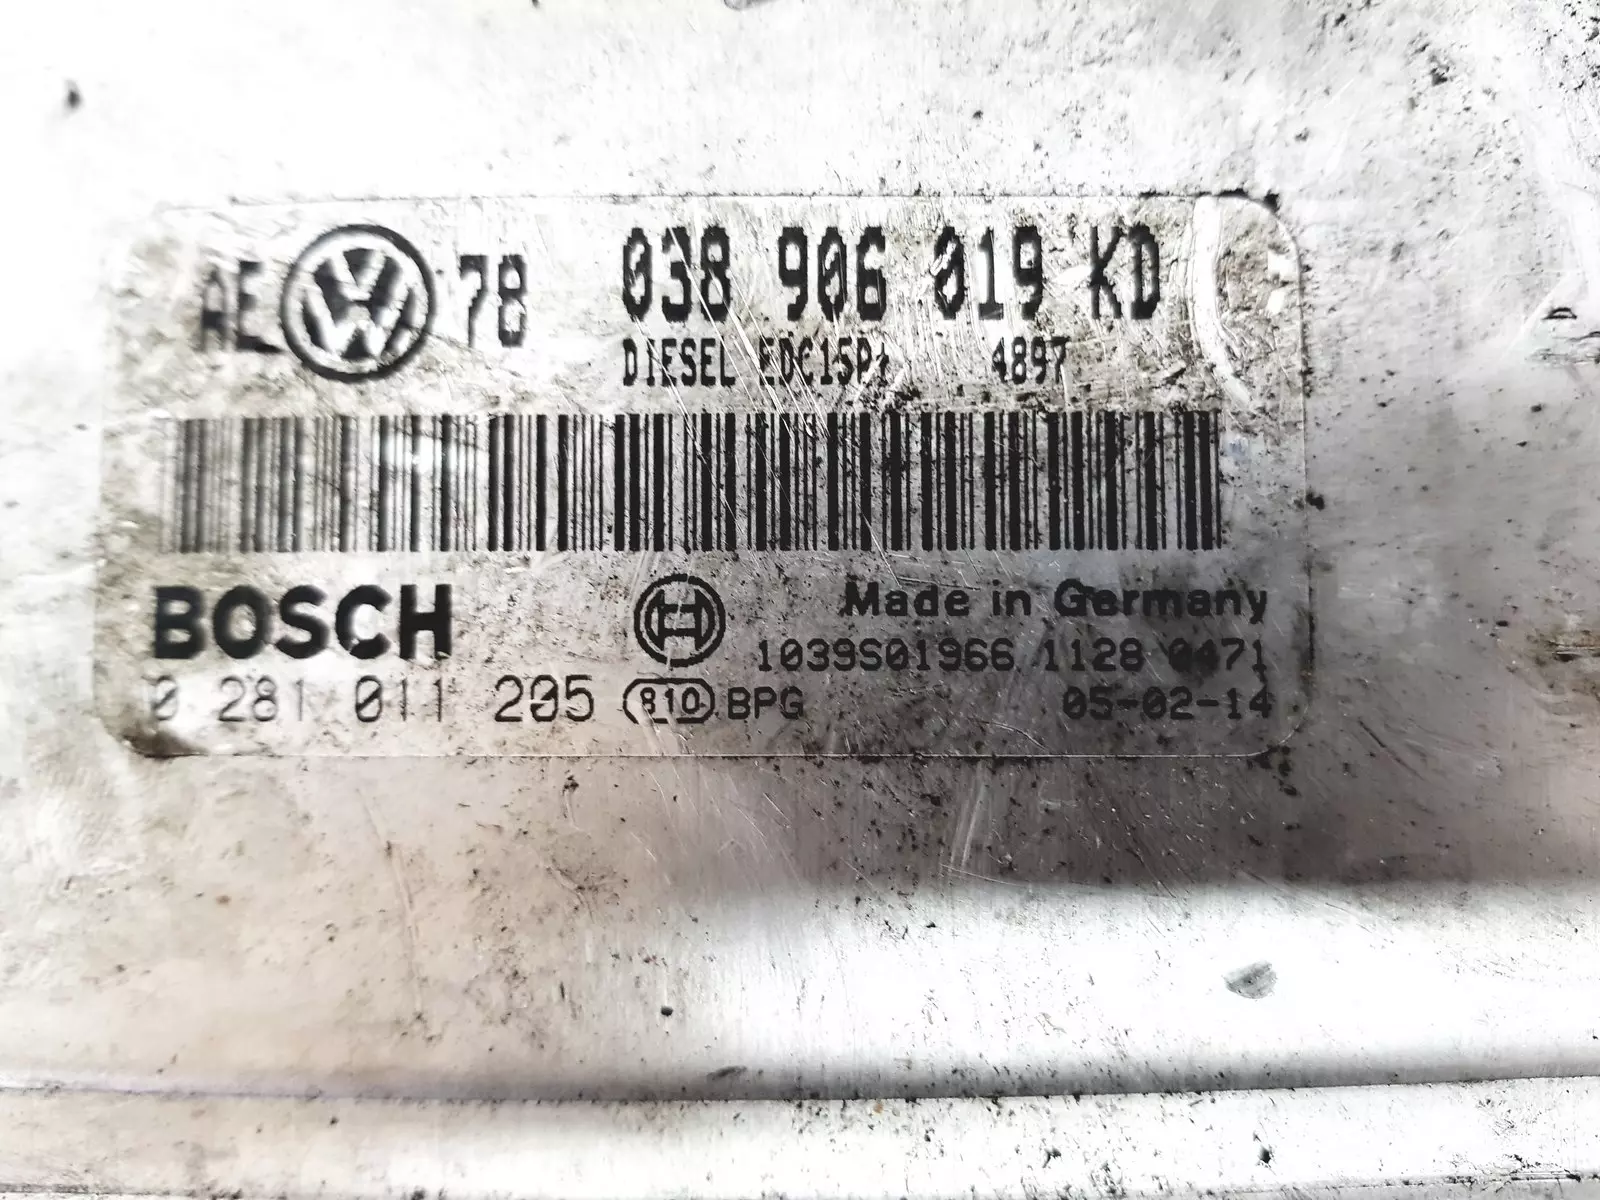 AE 78 038 906 019 KD
DIESEL EDC15P+ 4897
BOSCH
Made in Germany
1039S01966 1128 0471
0 281 011 205 810 BPG 05-02-14